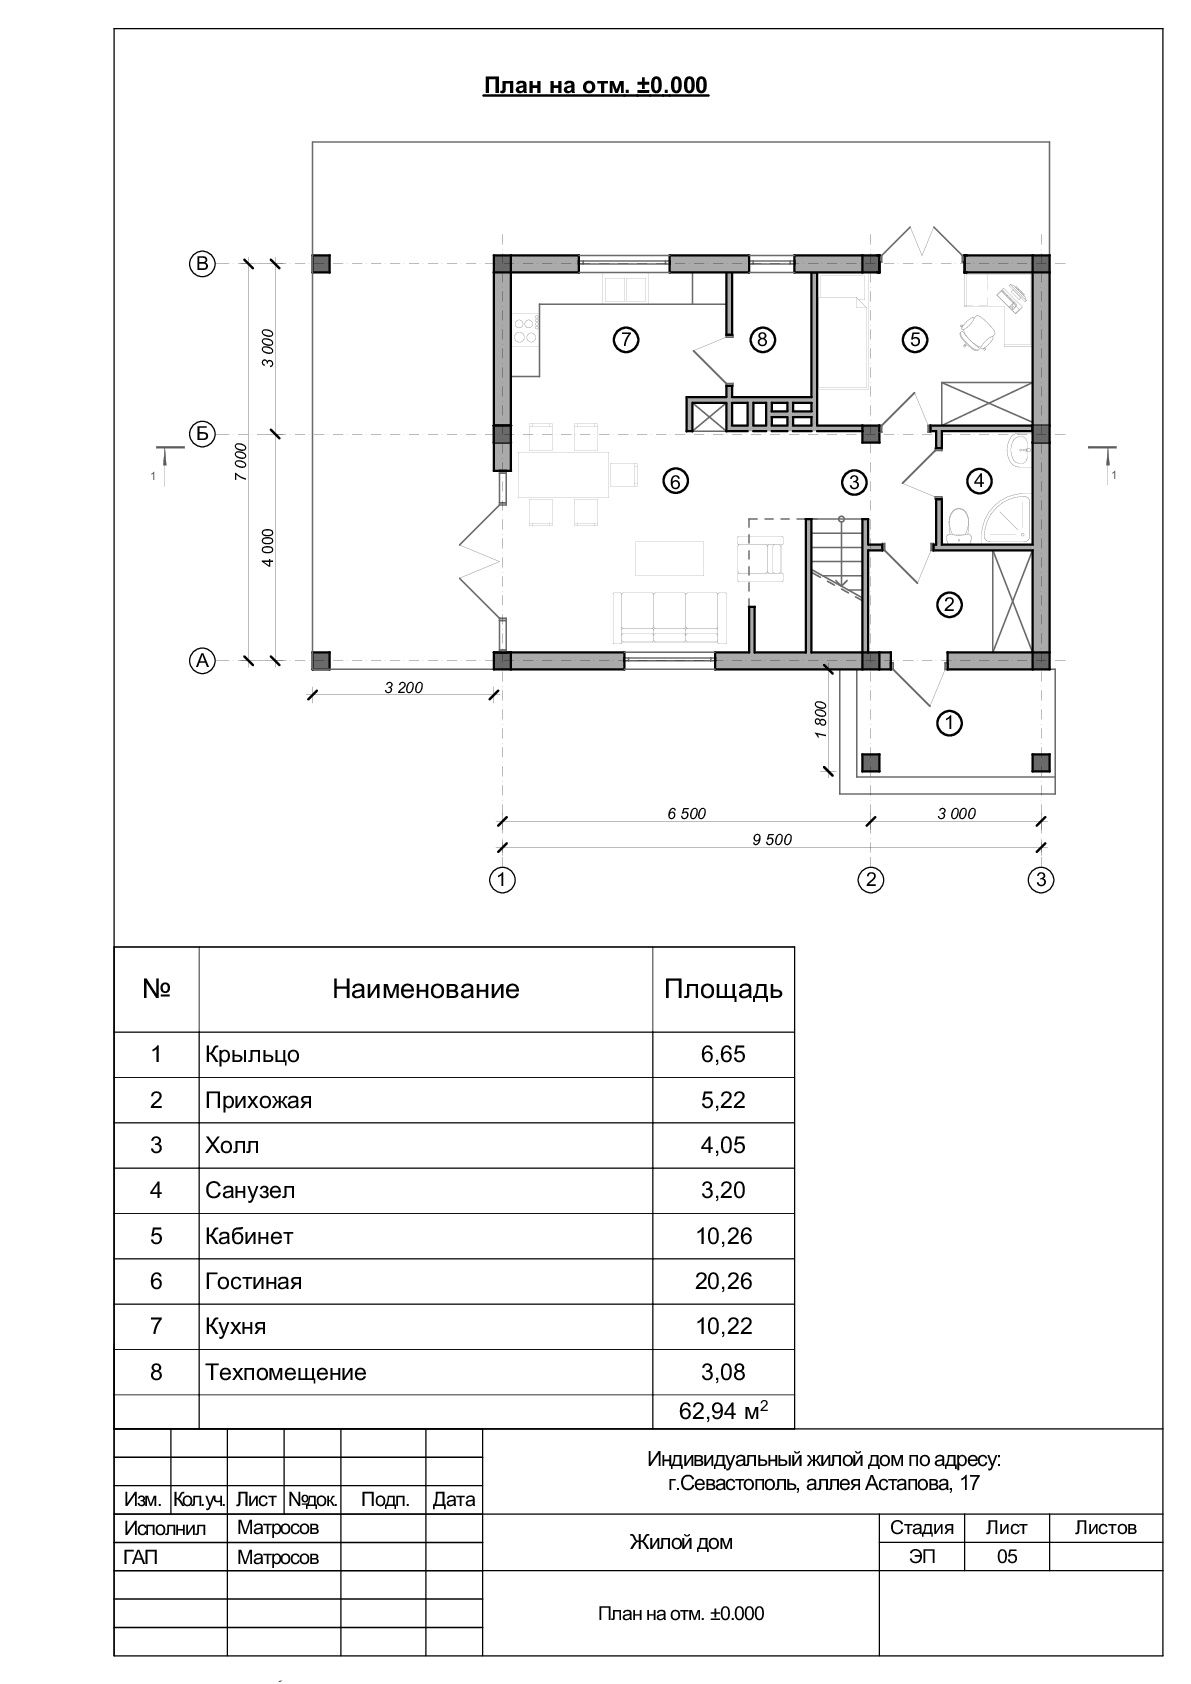 План на отм. ±0.000
В
Б
А
3 000
7 000
4 000
7
8
5
6
3
4
2
1
1
1
3 200
1 800
6 500
3 000
9 500
1
2
3
№ Наименование Площадь
1 Крыльцо 6,65
2 Прихожая 5,22
3 Холл 4,05
4 Санузел 3,20
5 Кабинет 10,26
6 Гостиная 20,26
7 Кухня 10,22
8 Техпомещение 3,08
62,94 м²
Индивидуальный жилой дом по адресу:
г.Севастополь, аллея Астапова, 17
Изм. Кол.уч. Лист №док. Подп. Дата
Исполнил Матросов
ГАП Матросов
Жилой дом
Стадия Лист Листов
ЭП 05
План на отм. ±0.000